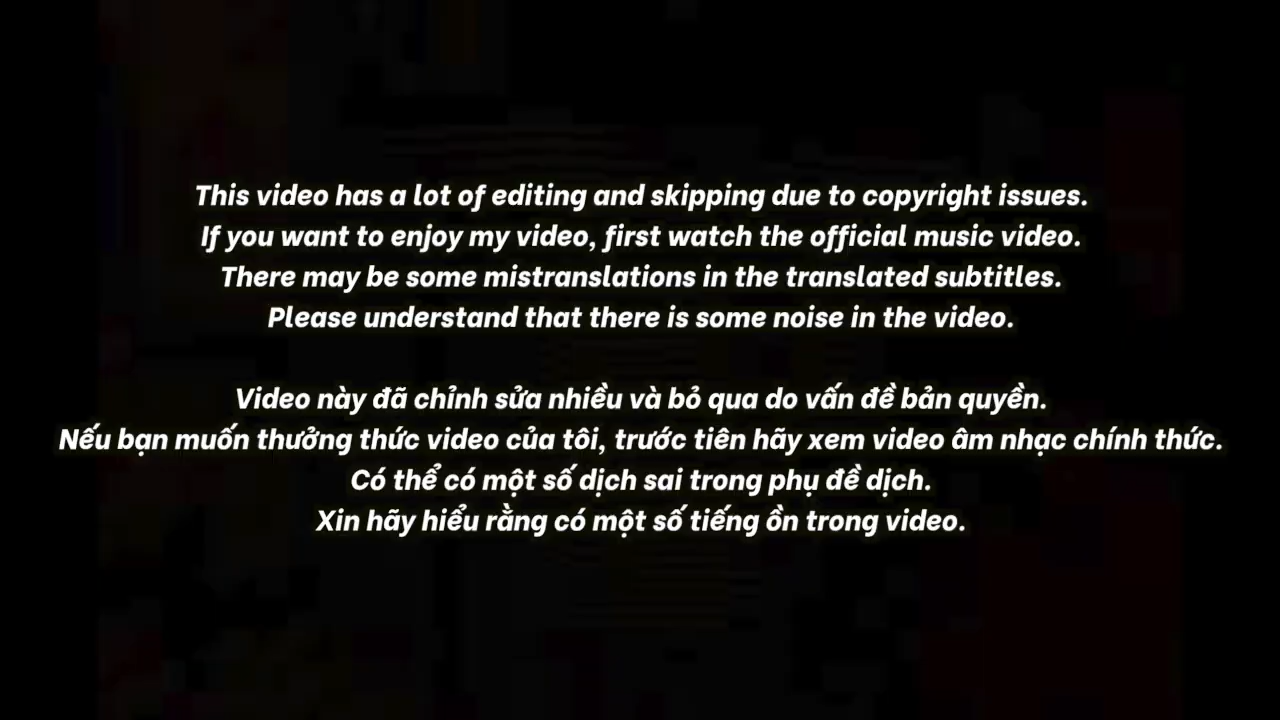 This video has a lot of editing and skipping due to copyright issues.
If you want to enjoy my video, first watch the official music video.
There may be some mistranslations in the translated subtitles.
Please understand that there is some noise in the video.
Video này đã chỉnh sửa nhiều và bỏ qua do vấn đề bản quyền.
Nếu bạn muốn thưởng thức video của tôi, trước tiên hãy xem video âm nhạc chính thức.
Có thể có một số dịch sai trong phụ đề dịch.
Xin hãy hiểu rằng có một số tiếng ồn trong video.